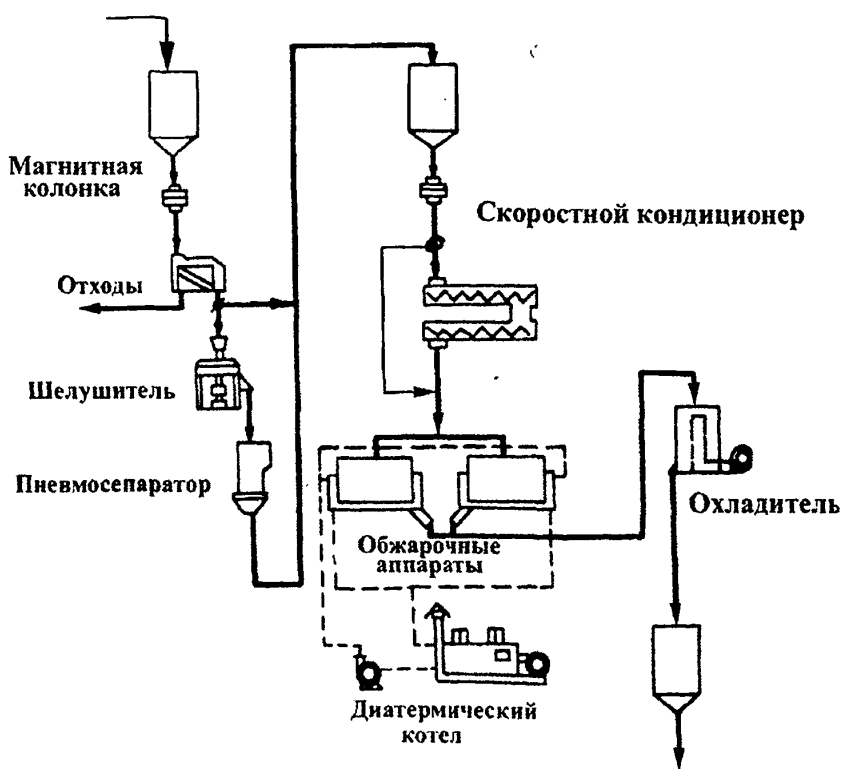 Магнитная
колонка
Скоростной кондиционер
Отходы
Шелушитель
Пневмосепаратор
Охладитель
Обжарочные
аппараты
Диатермический
котел